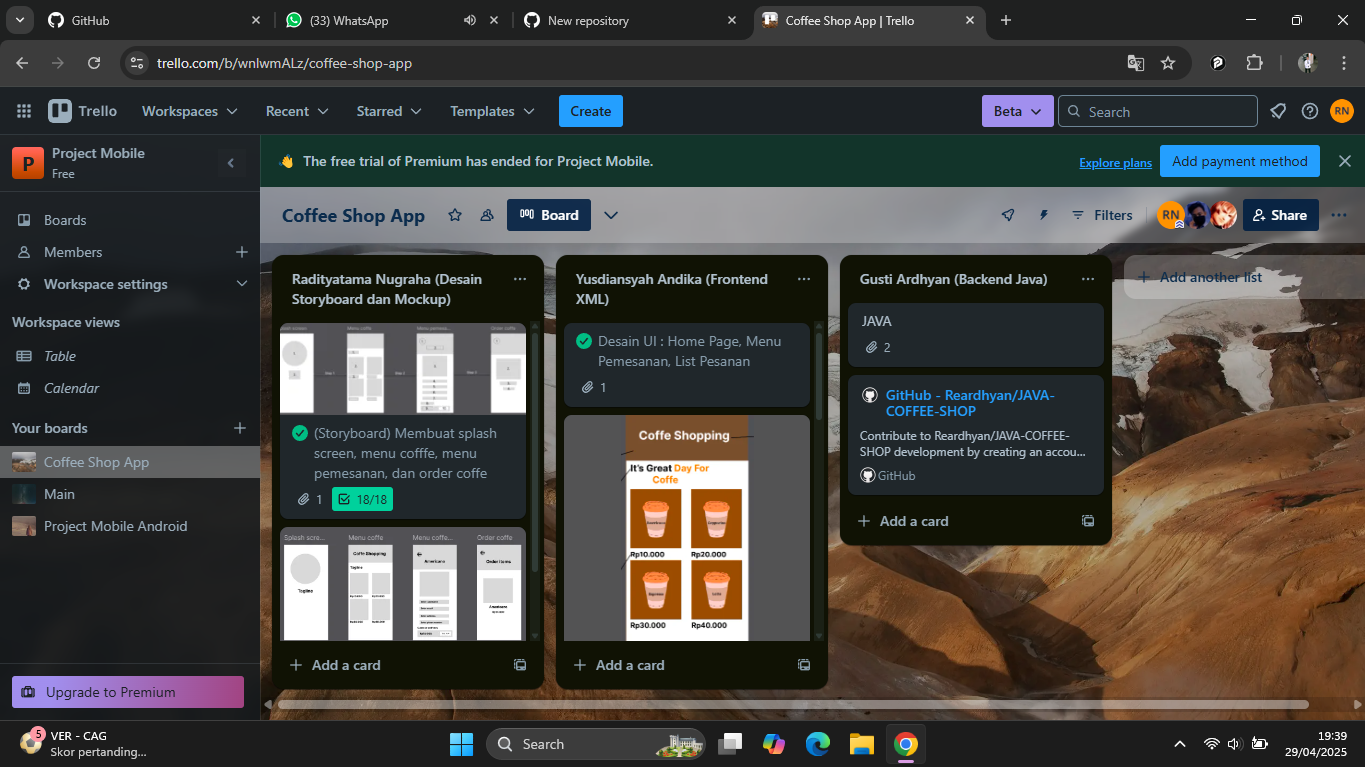 GitHub
(33) WhatsApp
New repository
Coffee Shop App | Trello
trello.com/b/wnlwmALz/coffee-shop-app
Trello
Workspaces
Recent
Starred
Templates
Create
Beta
Search
RN
P
Project Mobile
Free
The free trial of Premium has ended for Project Mobile.
Explore plans
Add payment method
Boards
Members
Workspace settings
Workspace views
Table
Calendar
Your boards
Coffee Shop App
Main
Project Mobile Android
Upgrade to Premium
Coffee Shop App
Board
Filters
RN
Share
Radityatama Nugraha (Desain
Storyboard dan Mockup)
Menu coffe
Order coffe
(Storyboard) Membuat splash
screen, menu cofffe, menu
pemesanan, dan order coffe
1
18/18
Splash scre...
Menu coffe
Menu coffe...
Order coffe
Coffe Shopping
Tagline
Americano
Order items
Tagline
Add a card
Yusdiansyah Andika (Frontend
XML)
Desain UI : Home Page, Menu
Pemesanan, List Pesanan
1
Coffe Shopping
It's Great Day For
Coffe
Rp10.000
Rp20.000
Rp30.000
Rp40.000
Add a card
Gusti Ardhyan (Backend Java)
JAVA
2
GitHub - Reardhyan/JAVA-
COFFEE-SHOP
Contribute to Reardhyan/JAVA-COFFEE-
SHOP development by creating an accou...
GitHub
Add a card
Add another list
5
VER - CAG
Skor pertanding...
Search
19:39
29/04/2025